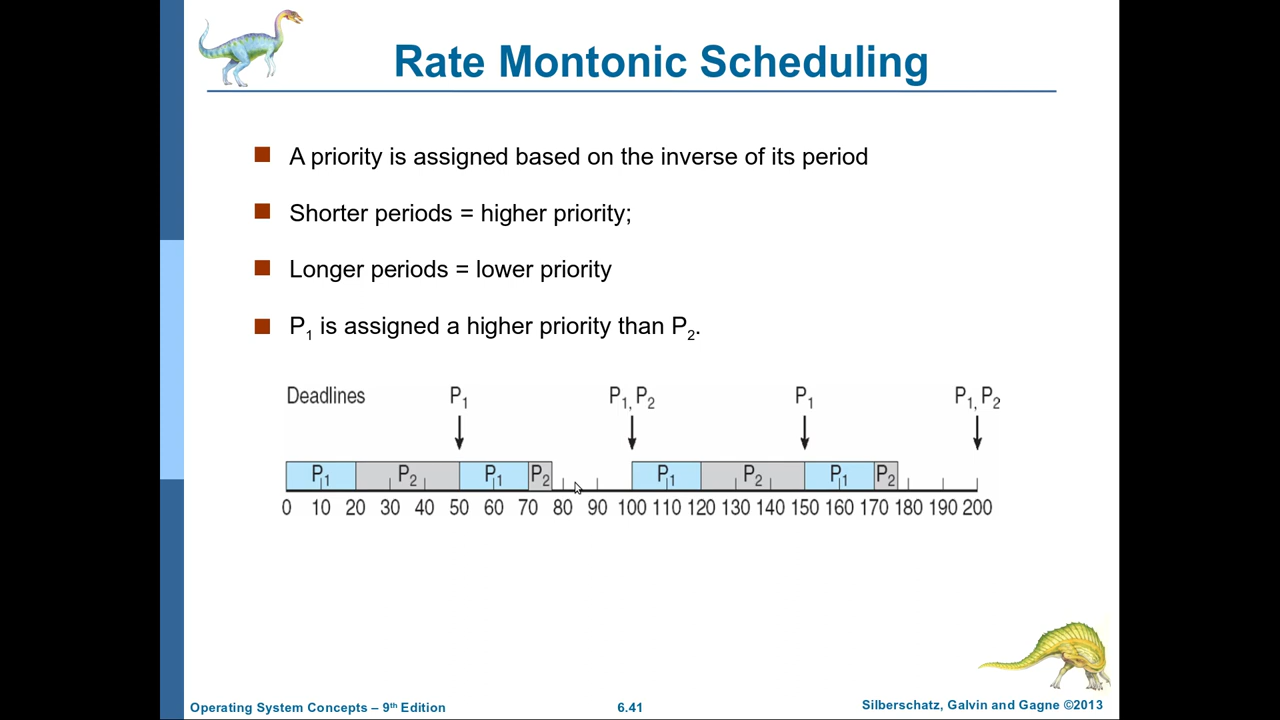 Rate Montonic Scheduling
A priority is assigned based on the inverse of its period
Shorter periods = higher priority;
Longer periods = lower priority
P1 is assigned a higher priority than P2.
Deadlines P1 P1, P2 P1 P1, P2
P1 P2 P1 P2 P1 P2 P1 P2
0 10 20 30 40 50 60 70 80 90 100 110 120 130 140 150 160 170 180 190 200
Operating System Concepts – 9th Edition 6.41 Silberschatz, Galvin and Gagne ©2013